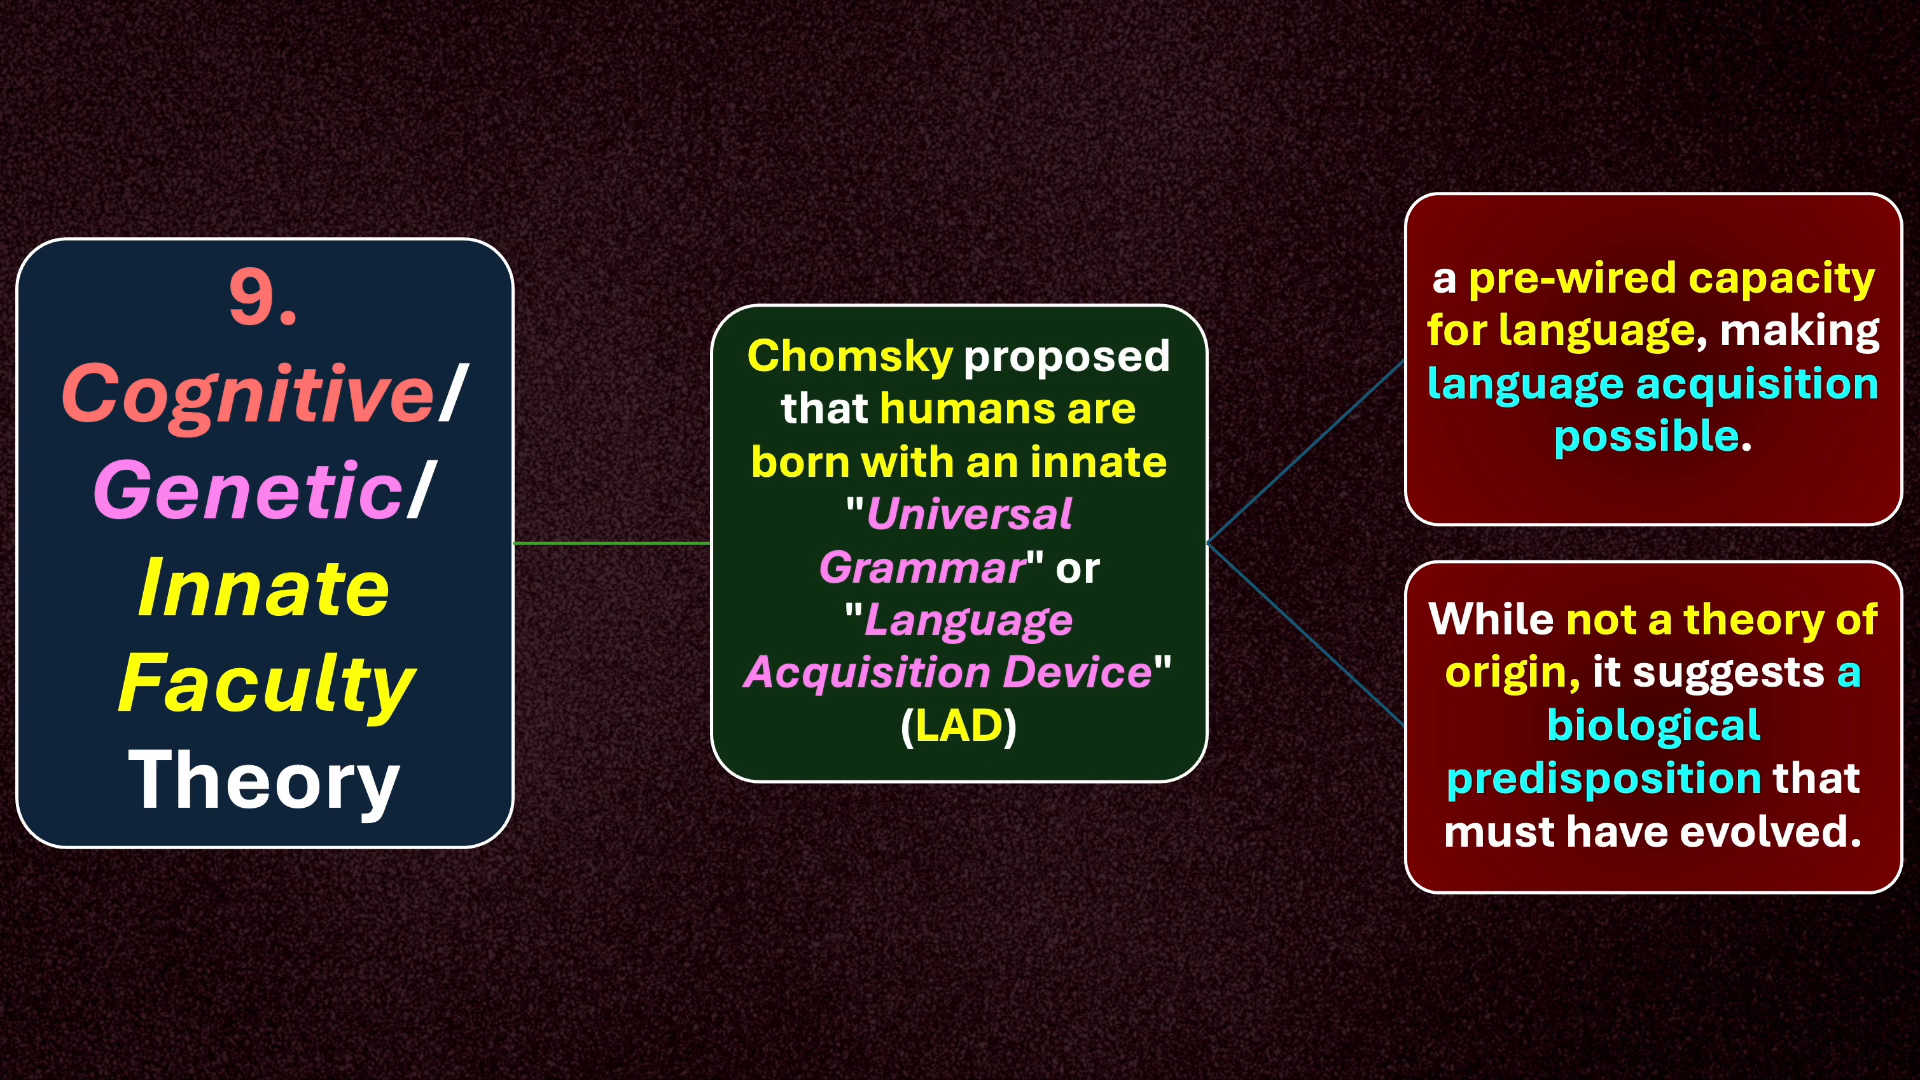 9.
Cognitive/
Genetic/
Innate
Faculty
Theory
Chomsky proposed
that humans are
born with an innate
"Universal
Grammar" or
"Language
Acquisition Device"
(LAD)
a pre-wired capacity
for language, making
language acquisition
possible.
While not a theory of
origin, it suggests a
biological
predisposition that
must have evolved.